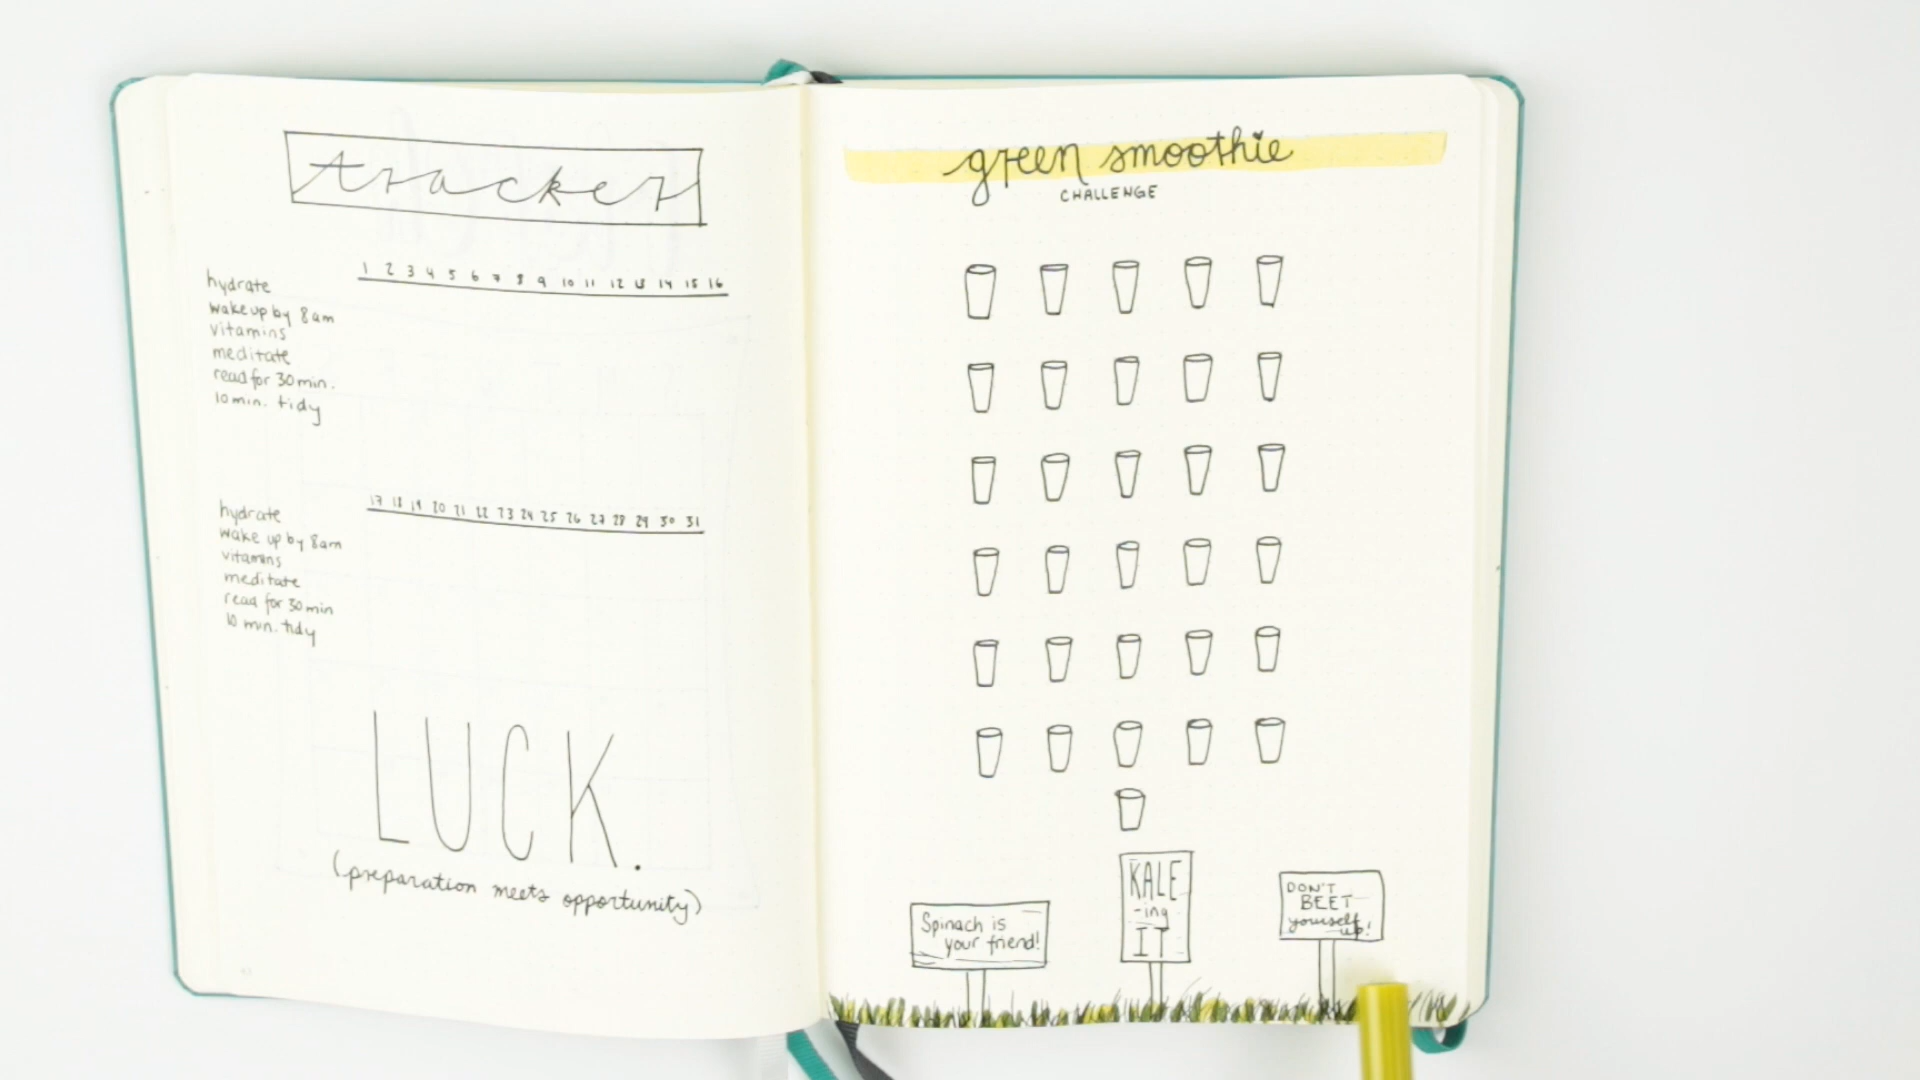 tracker
1 2 3 4 5 6 7 8 9 10 11 12 13 14 15 16
hydrate
wake up by 8am
vitamins
meditate
read for 30 min.
10 min. tidy
17 18 19 20 21 22 23 24 25 26 27 28 29 30 31
hydrate
wake up by 8am
vitamins
meditate
read for 30 min
10 min. tidy
LUCK.
(preparation meets opportunity)
green smoothie
CHALLENGE
Spinach is
your friend!
KALE
-ing
IT
DON'T
BEET
yourself
up!